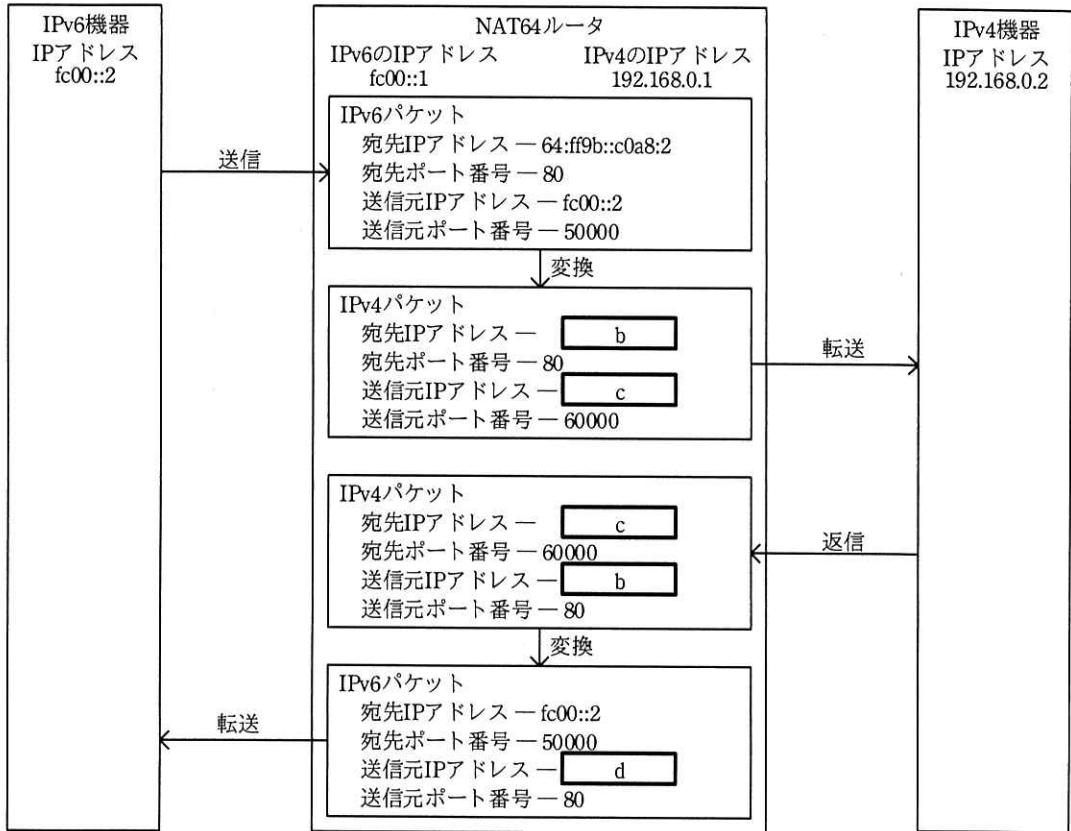 IPv6機器
IPアドレス
fc00::2
NAT64ルータ
IPv6のIPアドレス
fc00::1
IPv4のIPアドレス
192.168.0.1
IPv4機器
IPアドレス
192.168.0.2
送信
IPv6パケット
宛先IPアドレス — 64:ff9b::c0a8:2
宛先ポート番号 — 80
送信元IPアドレス — fc00::2
送信元ポート番号 — 50000
変換
IPv4パケット
宛先IPアドレス — b
宛先ポート番号 — 80
送信元IPアドレス — c
送信元ポート番号 — 60000
転送
IPv4パケット
宛先IPアドレス — c
宛先ポート番号 — 60000
送信元IPアドレス — b
送信元ポート番号 — 80
返信
変換
IPv6パケット
宛先IPアドレス — fc00::2
宛先ポート番号 — 50000
送信元IPアドレス — d
送信元ポート番号 — 80
転送